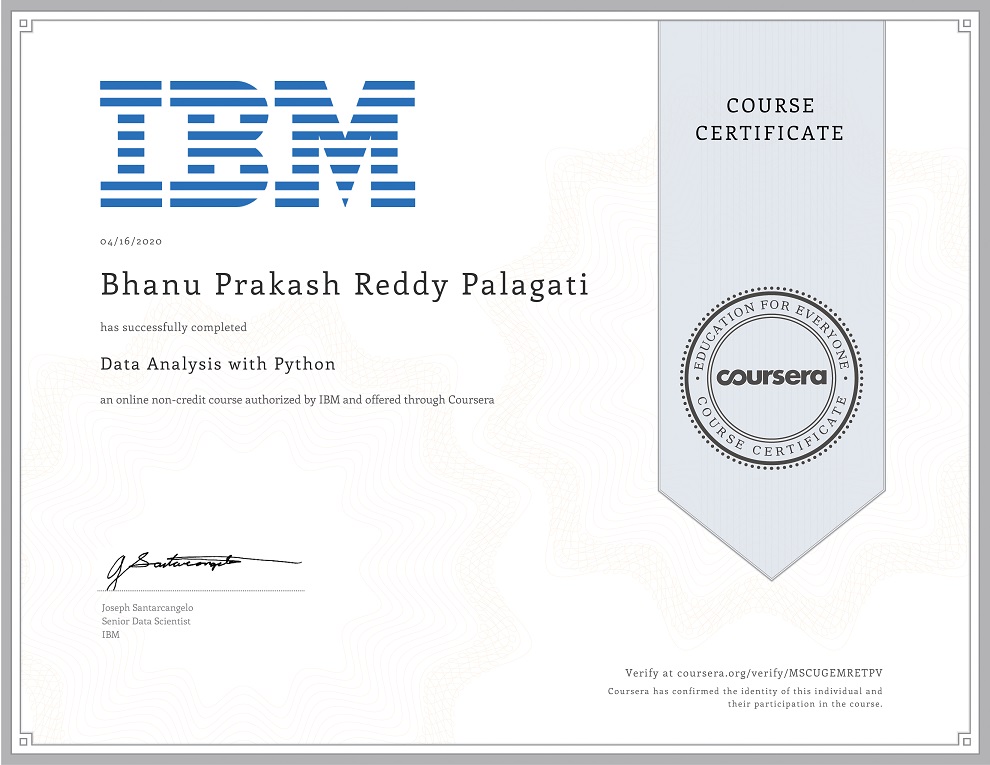 IBM
COURSE
CERTIFICATE
04/16/2020
Bhanu Prakash Reddy Palagati
has successfully completed
Data Analysis with Python
an online non-credit course authorized by IBM and offered through Coursera
EDUCATION FOR EVERYONE
coursera
COURSE CERTIFICATE
J Santarcangelo
Joseph Santarcangelo
Senior Data Scientist
IBM
Verify at coursera.org/verify/MSCUGEMRETPV
Coursera has confirmed the identity of this individual and
their participation in the course.